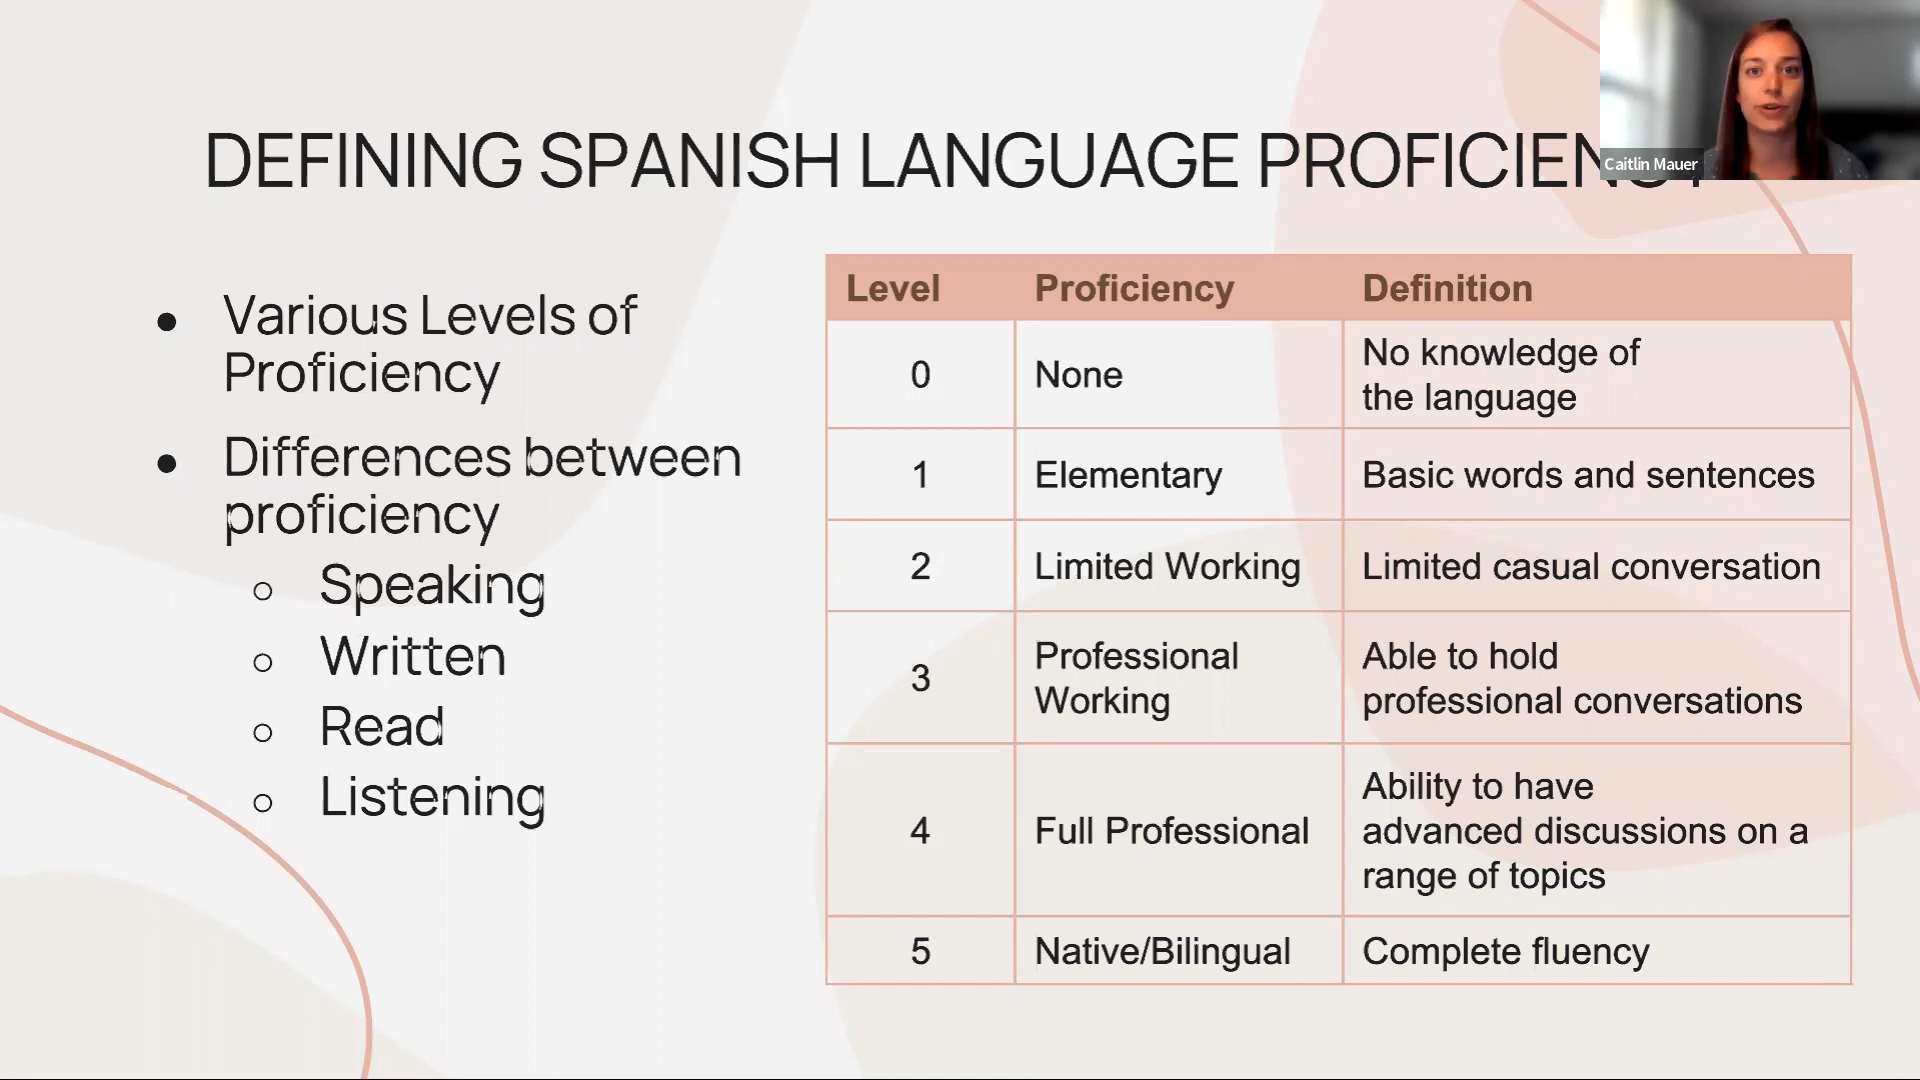 DEFINING SPANISH LANGUAGE
Caitlin Mauer
● Various Levels of
Proficiency
● Differences between
proficiency
○ Speaking
○ Written
○ Read
○ Listening
Level Proficiency Definition
0 None No knowledge of
the language
1 Elementary Basic words and sentences
2 Limited Working Limited casual conversation
3 Professional
Working
Able to hold
professional conversations
4 Full Professional Ability to have
advanced discussions on a
range of topics
5 Native/Bilingual Complete fluency